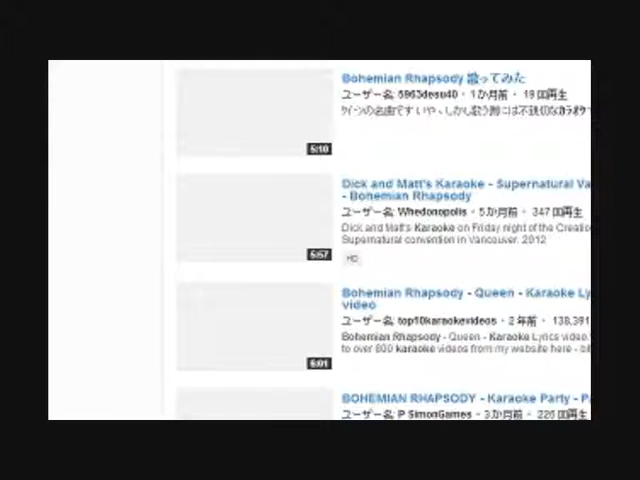 Bohemian Rhapsody 歌ってみた
ユーザー名: 5963desu40 · 1か月前 · 19 回再生
5:10
Dick and Matt's Karaoke - Supernatural Va
- Bohemian Rhapsody
ユーザー名: Whedonopolis · 5か月前 · 347 回再生
Dick and Matt's Karaoke on Friday night of the Creatio
Supernatural convention in Vancouver. 2012
5:57
HD
Bohemian Rhapsody - Queen - Karaoke Ly
video
ユーザー名: top10karaokevideos · 2 年前 · 138,391
Bohemian Rhapsody - Queen - Karaoke Lyrics video.
to over 800 karaoke videos from my website here - bi
6:01
BOHEMIAN RHAPSODY - Karaoke Party - P
ユーザー名: P SimonGames · 3か月前 · 226 回再生